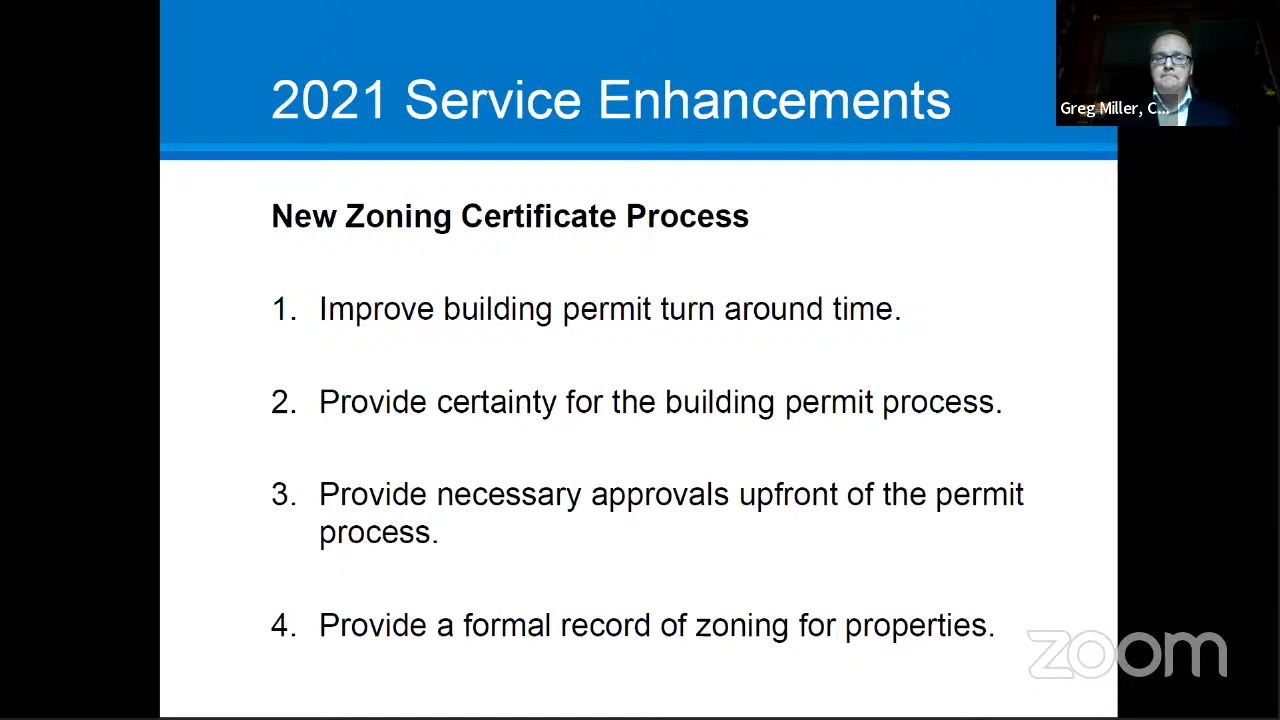 2021 Service Enhancements
Greg Miller, C...
New Zoning Certificate Process
1. Improve building permit turn around time.
2. Provide certainty for the building permit process.
3. Provide necessary approvals upfront of the permit
process.
4. Provide a formal record of zoning for properties.
zoom